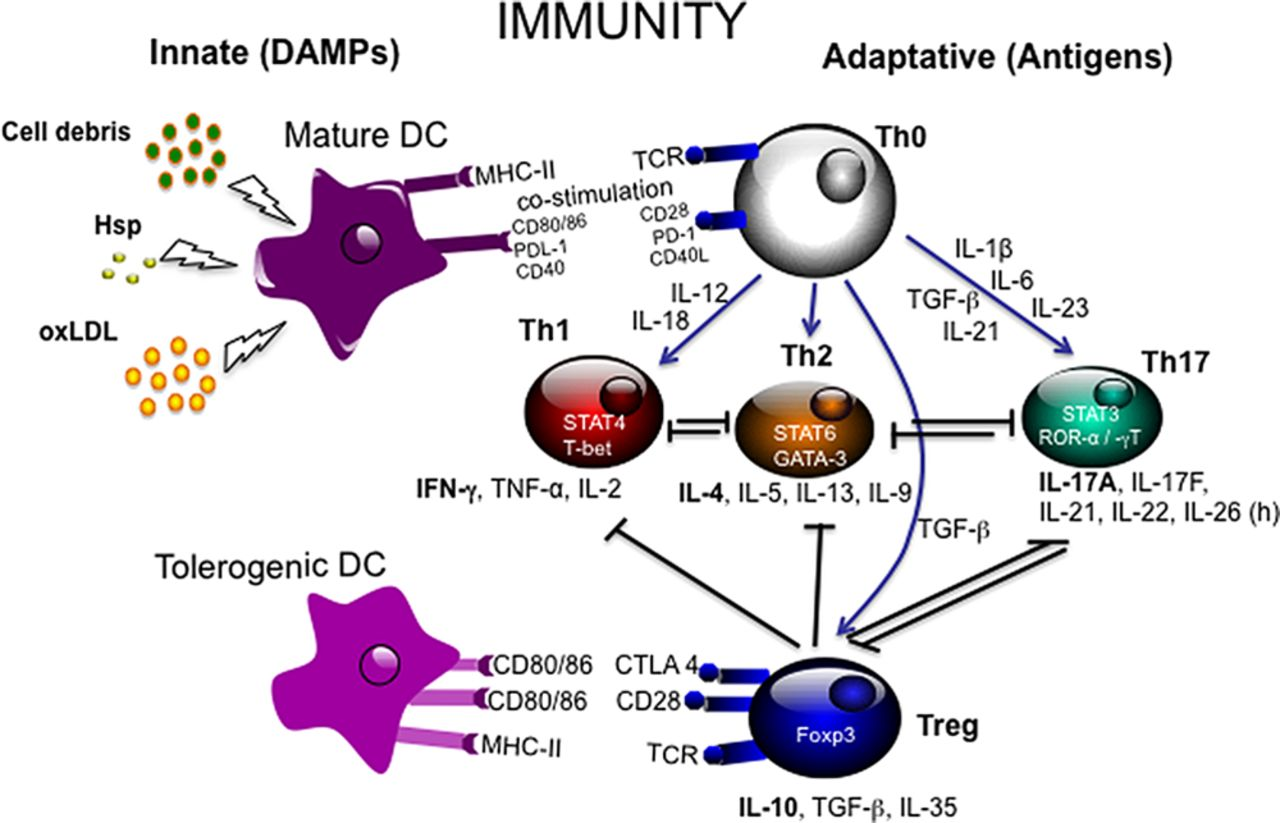 IMMUNITY
Innate (DAMPs)
Adaptative (Antigens)
Cell debris
Mature DC
Th0
TCR
MHC-II
co-stimulation
CD80/86
PDL-1
CD40
CD28
PD-1
CD40L
Hsp
oxLDL
IL-1β
IL-6
TGF-β
IL-23
IL-21
IL-12
IL-18
Th1
Th2
Th17
STAT4
T-bet
STAT6
GATA-3
STAT3
ROR-α / -γT
IFN-γ, TNF-α, IL-2
IL-4, IL-5, IL-13, IL-9
IL-17A, IL-17F,
IL-21, IL-22, IL-26 (h)
TGF-β
Tolerogenic DC
CD80/86
CD80/86
MHC-II
CTLA 4
CD28
TCR
Foxp3
Treg
IL-10, TGF-β, IL-35